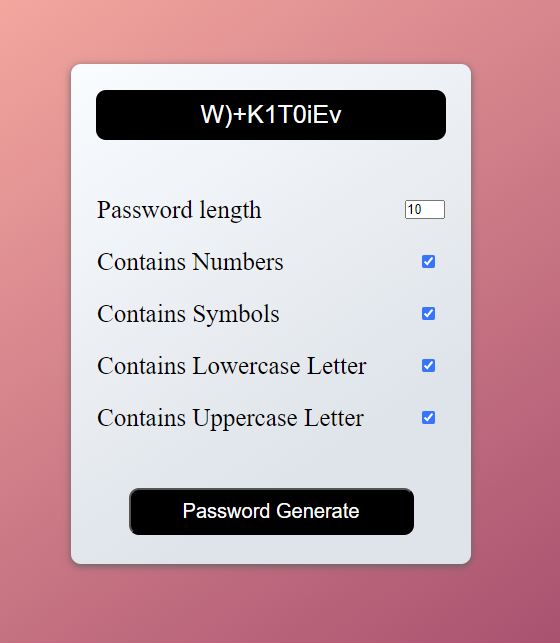 W)+K1T0iEv
Password length 10
Contains Numbers
Contains Symbols
Contains Lowercase Letter
Contains Uppercase Letter
Password Generate